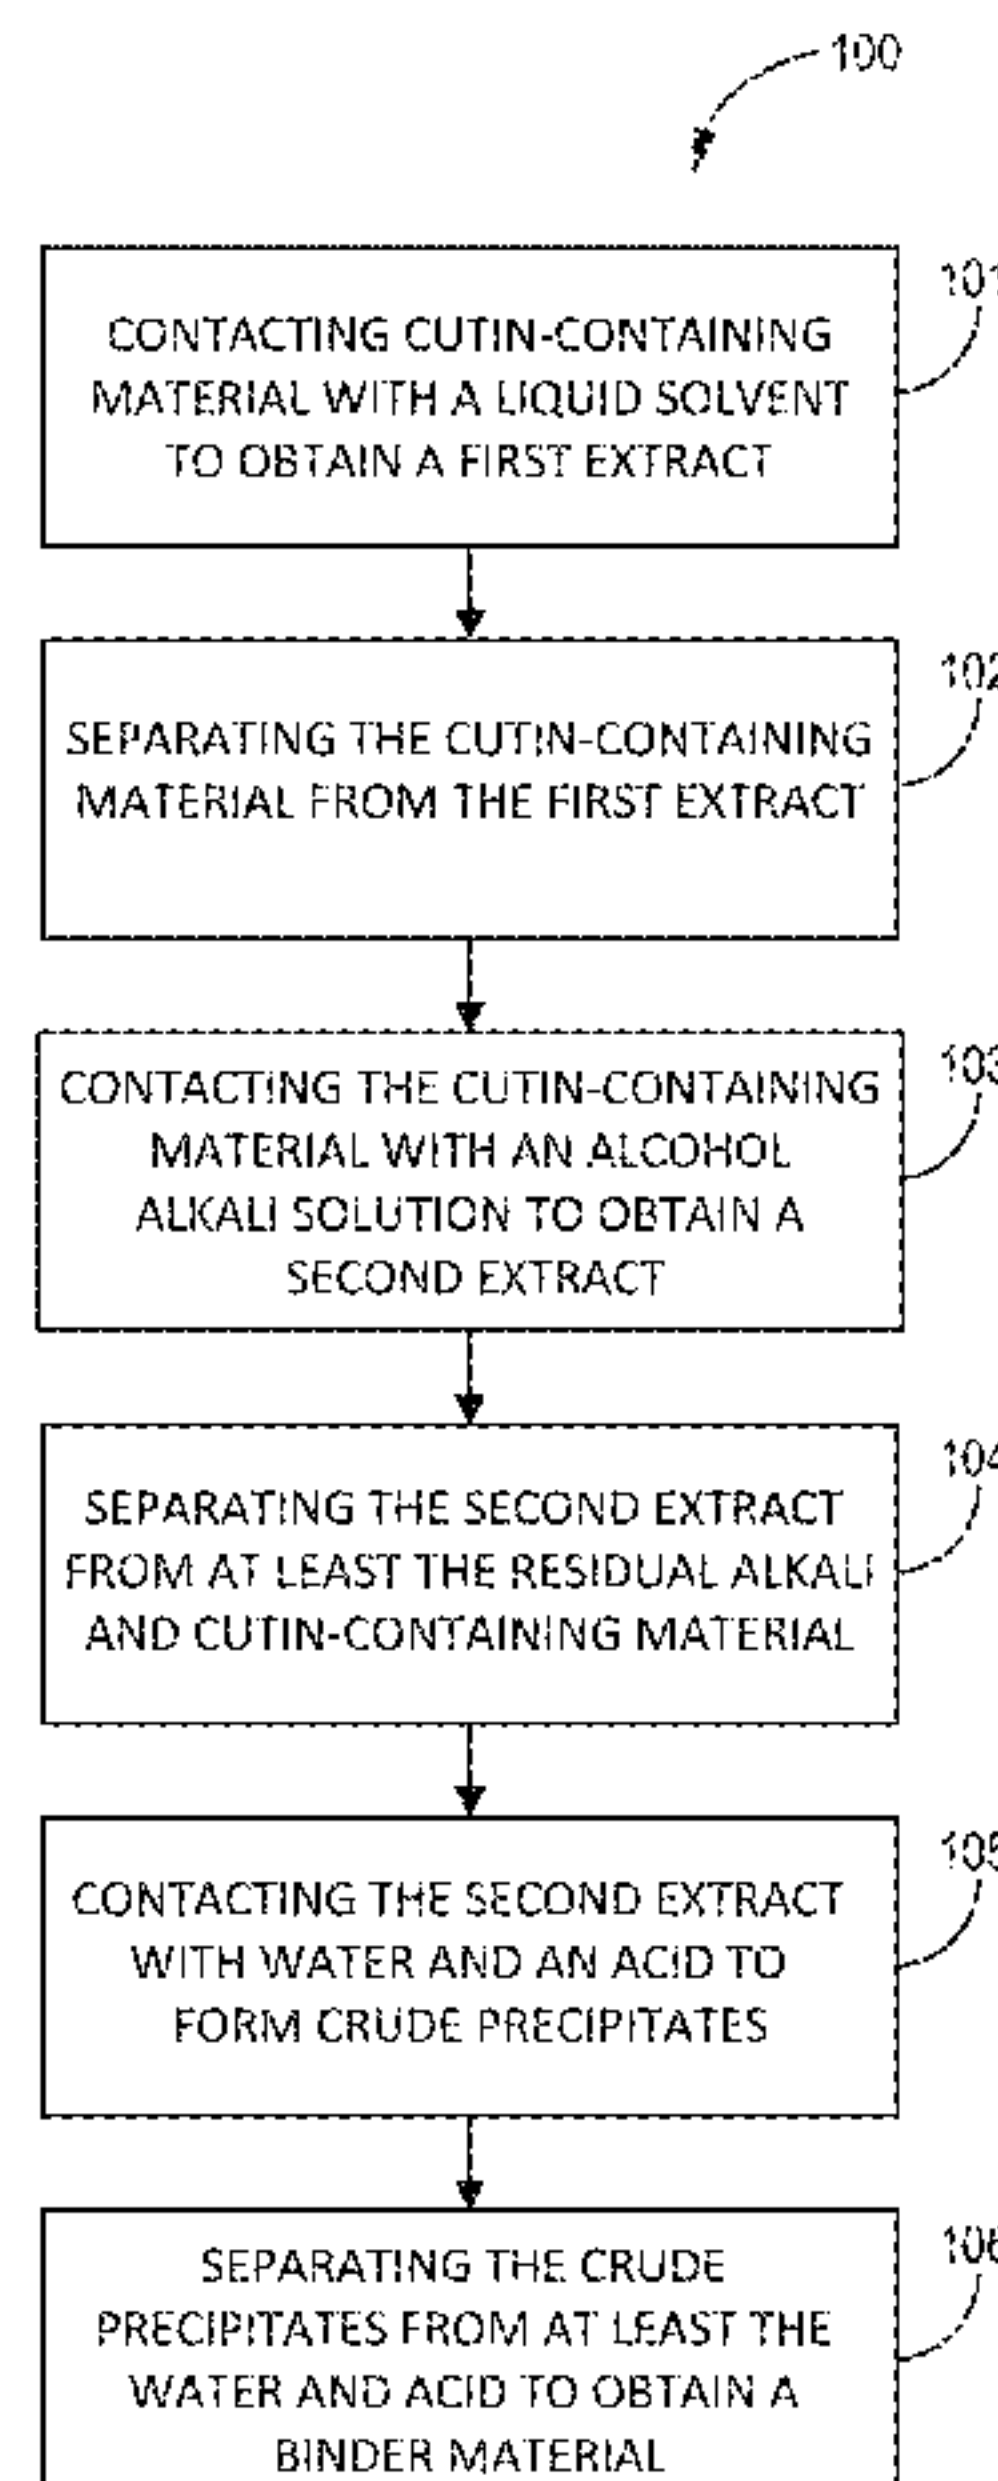 100
101
CONTACTING CUTIN-CONTAINING
MATERIAL WITH A LIQUID SOLVENT
TO OBTAIN A FIRST EXTRACT
102
SEPARATING THE CUTIN-CONTAINING
MATERIAL FROM THE FIRST EXTRACT
103
CONTACTING THE CUTIN-CONTAINING
MATERIAL WITH AN ALCOHOL
ALKALI SOLUTION TO OBTAIN A
SECOND EXTRACT
104
SEPARATING THE SECOND EXTRACT
FROM AT LEAST THE RESIDUAL ALKALI
AND CUTIN-CONTAINING MATERIAL
105
CONTACTING THE SECOND EXTRACT
WITH WATER AND AN ACID TO
FORM CRUDE PRECIPITATES
106
SEPARATING THE CRUDE
PRECIPITATES FROM AT LEAST THE
WATER AND ACID TO OBTAIN A
BINDER MATERIAL